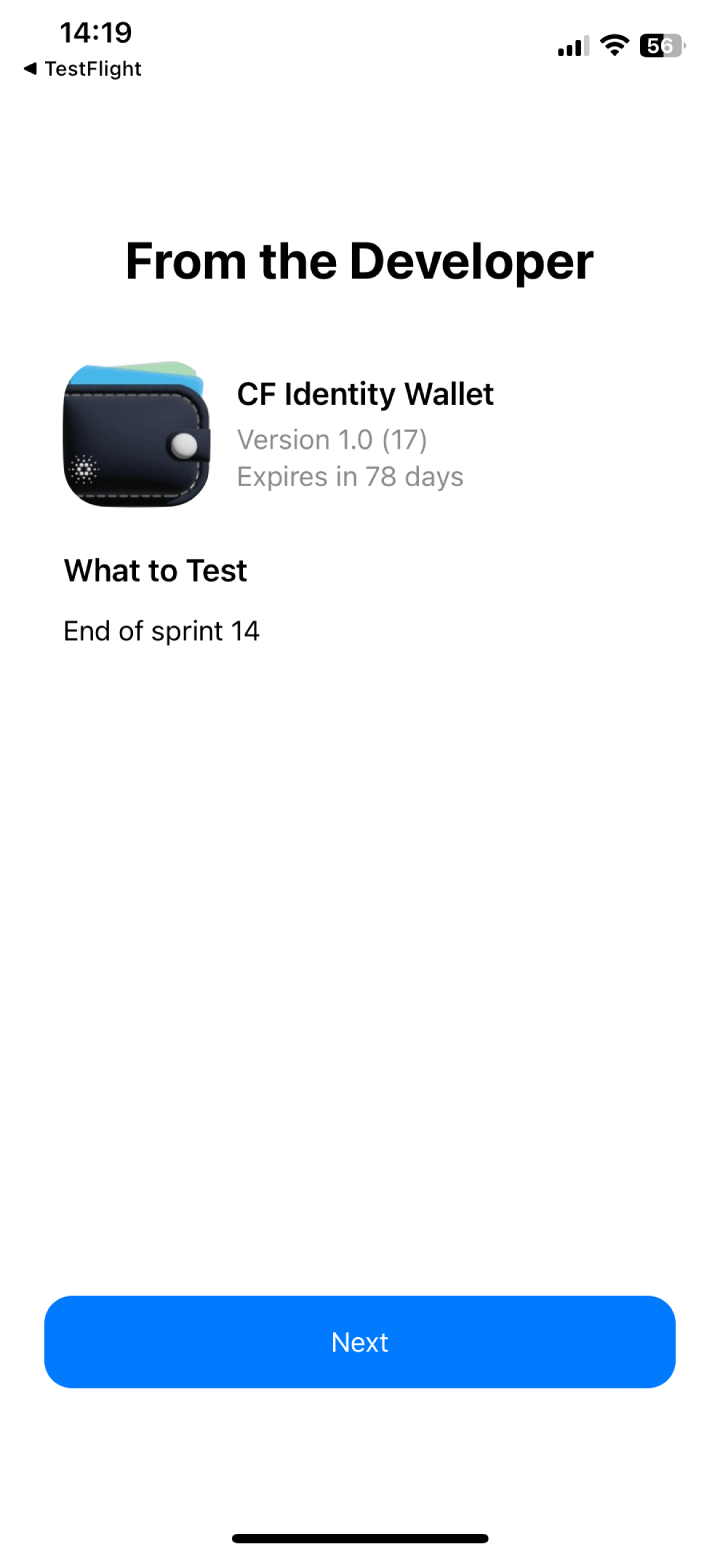 14:19
◀ TestFlight
56
From the Developer
CF Identity Wallet
Version 1.0 (17)
Expires in 78 days
What to Test
End of sprint 14
Next